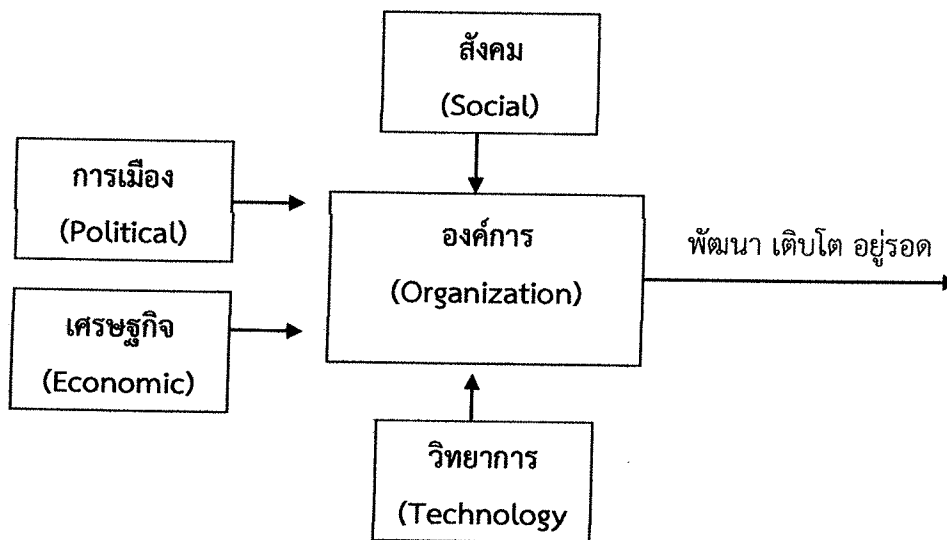 สังคม
(Social)
การเมือง
(Political)
องค์การ
(Organization)
พัฒนา เติบโต อยู่รอด
เศรษฐกิจ
(Economic)
วิทยาการ
(Technology